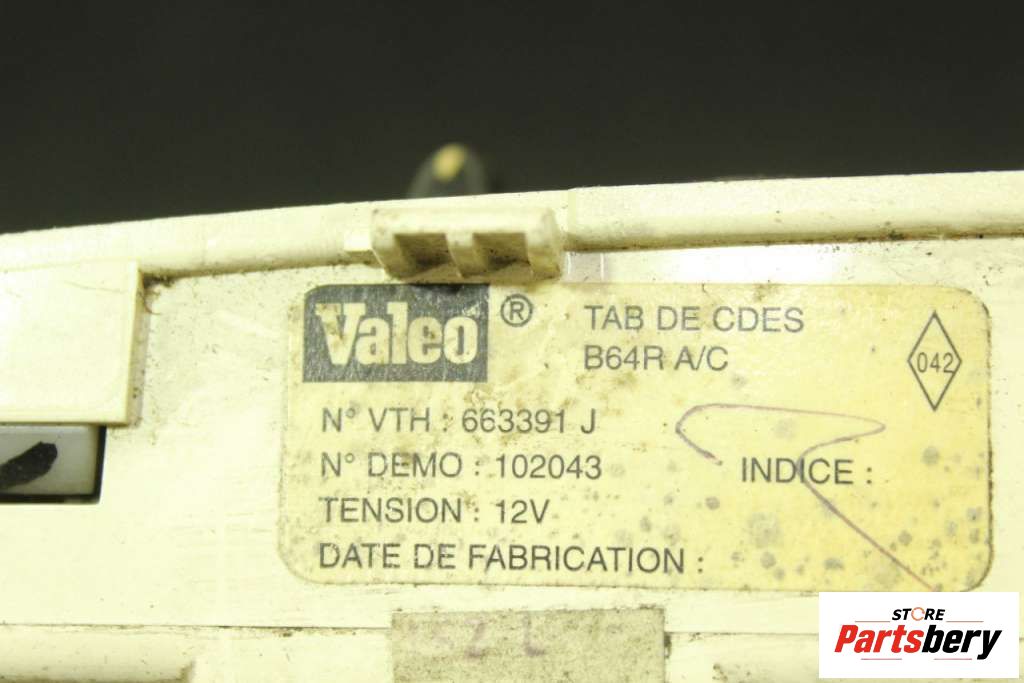 Valeo ®
TAB DE CDES
B64R A/C
042
N° VTH : 663391 J
N° DEMO : 102043
INDICE :
TENSION : 12V
DATE DE FABRICATION :
STORE
Partsbery